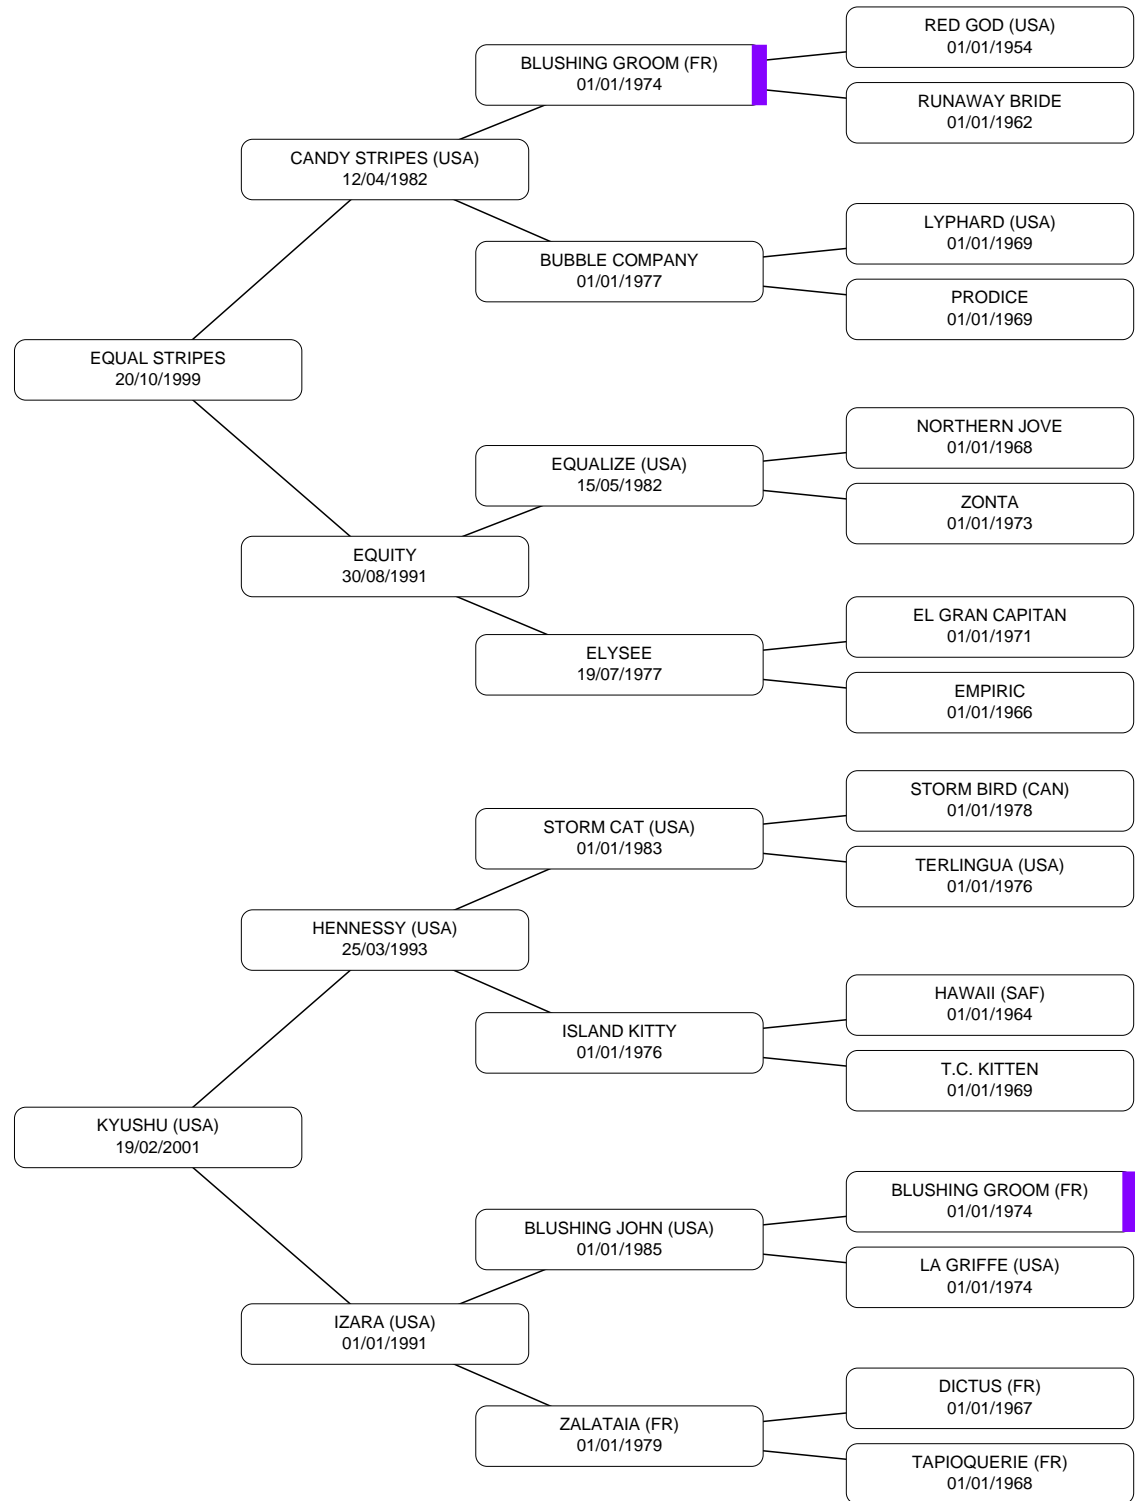 RED GOD (USA)
01/01/1954
BLUSHING GROOM (FR)
01/01/1974
RUNAWAY BRIDE
01/01/1962
CANDY STRIPES (USA)
12/04/1982
LYPHARD (USA)
01/01/1969
BUBBLE COMPANY
01/01/1977
PRODICE
01/01/1969
EQUAL STRIPES
20/10/1999
NORTHERN JOVE
01/01/1968
EQUALIZE (USA)
15/05/1982
ZONTA
01/01/1973
EQUITY
30/08/1991
EL GRAN CAPITAN
01/01/1971
ELYSEE
19/07/1977
EMPIRIC
01/01/1966
STORM BIRD (CAN)
01/01/1978
STORM CAT (USA)
01/01/1983
TERLINGUA (USA)
01/01/1976
HENNESSY (USA)
25/03/1993
HAWAII (SAF)
01/01/1964
ISLAND KITTY
01/01/1976
T.C. KITTEN
01/01/1969
KYUSHU (USA)
19/02/2001
BLUSHING GROOM (FR)
01/01/1974
BLUSHING JOHN (USA)
01/01/1985
LA GRIFFE (USA)
01/01/1974
IZARA (USA)
01/01/1991
DICTUS (FR)
01/01/1967
ZALATAIA (FR)
01/01/1979
TAPIOQUERIE (FR)
01/01/1968